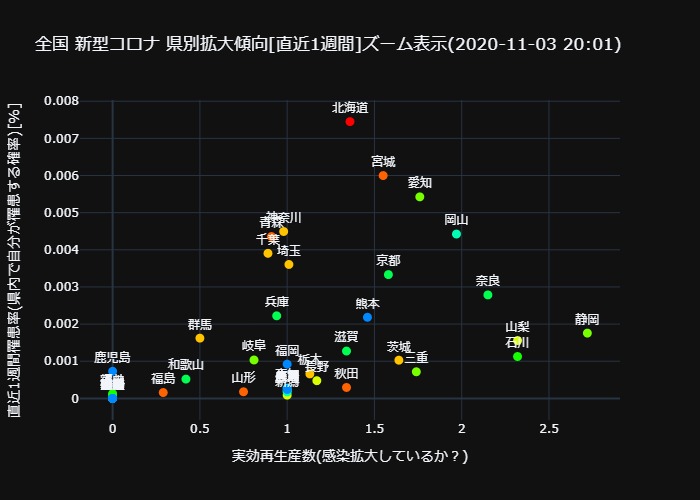 全国 新型コロナ 県別拡大傾向[直近1週間]ズーム表示(2020-11-03 20:01)
直近1週間罹患率(県内で自分が罹患する確率)[%]
0.008
0.007
0.006
0.005
0.004
0.003
0.002
0.001
0
北海道
宮城
愛知
神奈川
青森
岡山
千葉
埼玉
京都
奈良
兵庫
熊本
静岡
群馬
山梨
滋賀
石川
福岡
岐阜
栃木
茨城
鹿児島
和歌山
長野
三重
福島
山形
秋田
0
0.5
1
1.5
2
2.5
実効再生産数(感染拡大しているか？)